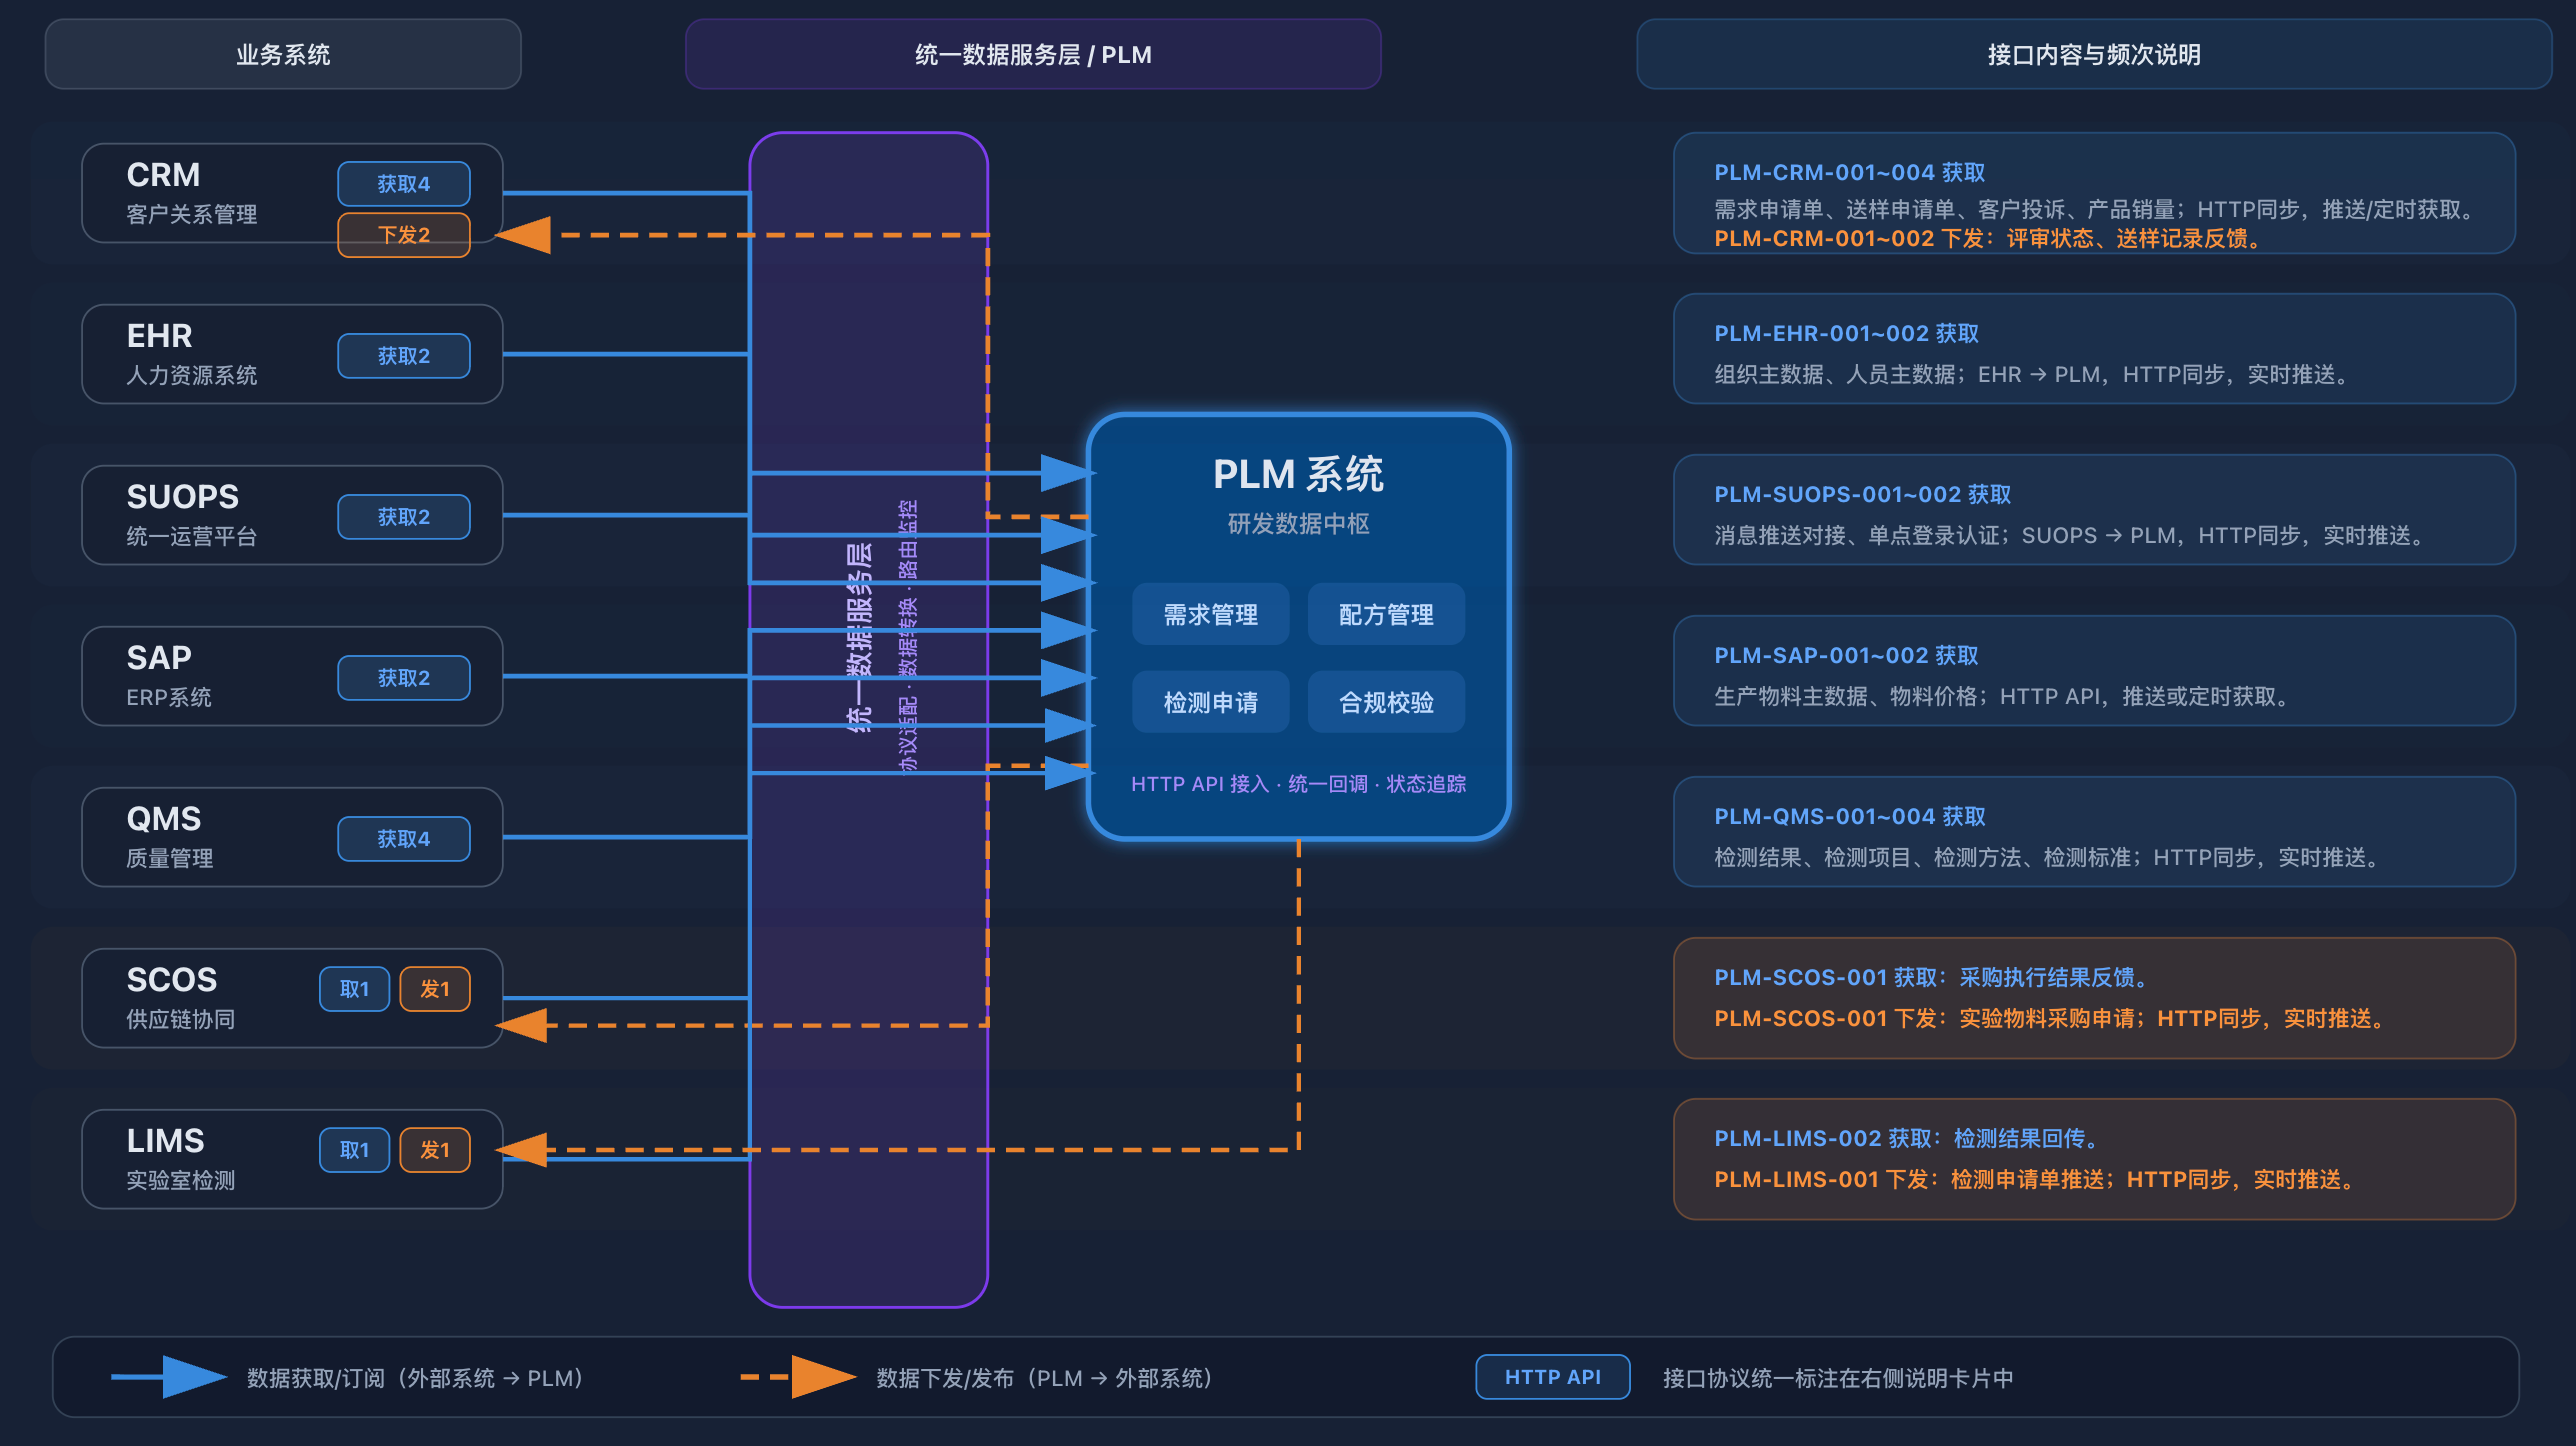 业务系统
统一数据服务层 / PLM
接口内容与频次说明
CRM
客户关系管理
获取4
下发2
PLM-CRM-001~004 获取
需求申请单、送样申请单、客户投诉、产品销量；HTTP同步，推送/定时获取。
PLM-CRM-001~002 下发：评审状态、送样记录反馈。
EHR
人力资源系统
获取2
PLM-EHR-001~002 获取
组织主数据、人员主数据；EHR → PLM，HTTP同步，实时推送。
SUOPS
统一运营平台
获取2
PLM-SUOPS-001~002 获取
消息推送对接、单点登录认证；SUOPS → PLM，HTTP同步，实时推送。
SAP
ERP系统
获取2
PLM-SAP-001~002 获取
生产物料主数据、物料价格；HTTP API，推送或定时获取。
QMS
质量管理
获取4
PLM-QMS-001~004 获取
检测结果、检测项目、检测方法、检测标准；HTTP同步，实时推送。
SCOS
供应链协同
取1
发1
PLM-SCOS-001 获取：采购执行结果反馈。
PLM-SCOS-001 下发：实验物料采购申请；HTTP同步，实时推送。
LIMS
实验室检测
取1
发1
PLM-LIMS-002 获取：检测结果回传。
PLM-LIMS-001 下发：检测申请单推送；HTTP同步，实时推送。
统一数据服务层
协议适配 · 数据转换 · 路由监控
PLM 系统
研发数据中枢
需求管理
配方管理
检测申请
合规校验
HTTP API 接入 · 统一回调 · 状态追踪
数据获取/订阅（外部系统 → PLM）
数据下发/发布（PLM → 外部系统）
HTTP API
接口协议统一标注在右侧说明卡片中